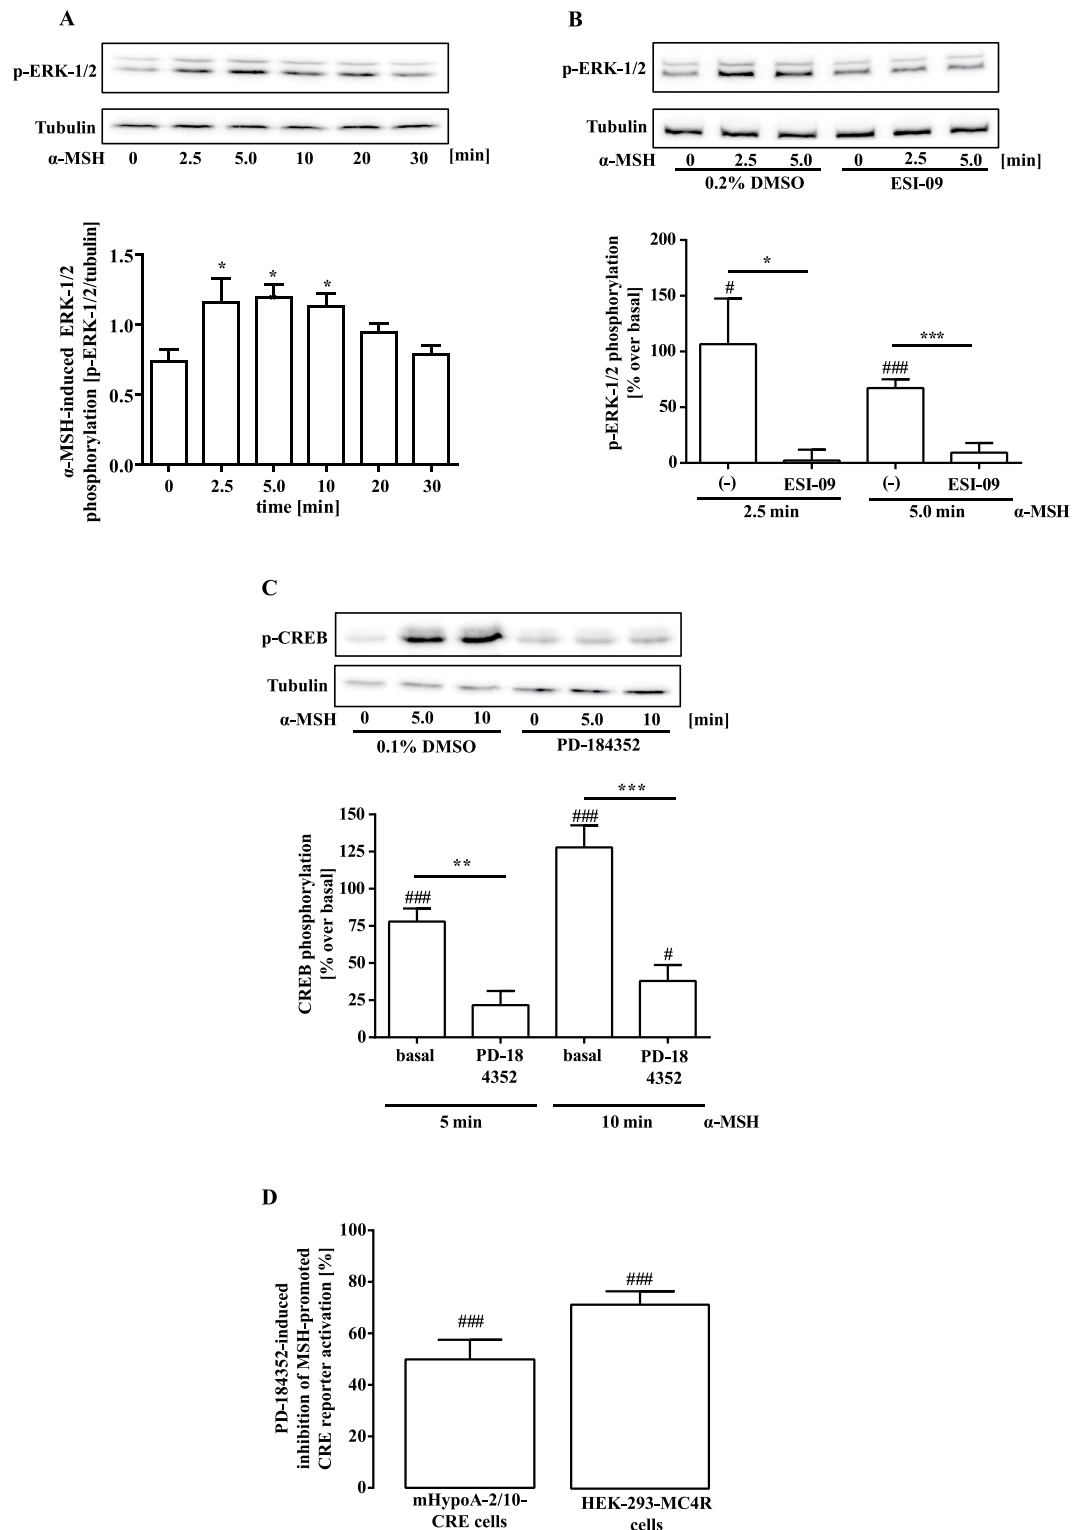 A
p-ERK-1/2
Tubulin
α-MSH 0 2.5 5.0 10 20 30 [min]
α-MSH-induced ERK-1/2
phosphorylation [p-ERK-1/2/tubulin]
1.5
1.0
0.5
0.0
* * * *
0 2.5 5.0 10 20 30
time [min]
B
p-ERK-1/2
Tubulin
α-MSH 0 2.5 5.0 0 2.5 5.0 [min]
0.2% DMSO ESI-09
p-ERK-1/2 phosphorylation
[% over basal]
200
150
100
50
0
*
#
***
###
(-) ESI-09 (-) ESI-09
2.5 min 5.0 min α-MSH
C
p-CREB
Tubulin
α-MSH 0 5.0 10 0 5.0 10 [min]
0.1% DMSO PD-184352
CREB phosphorylation
[% over basal]
150
125
100
75
50
25
0
***
###
**
###
#
basal PD-18 basal PD-18
4352 4352
5 min 10 min α-MSH
D
PD-184352-induced
inhibition of MSH-promoted
CRE reporter activation [%]
100
80
60
40
20
0
###
###
mHypoA-2/10- HEK-293-MC4R
CRE cells cells